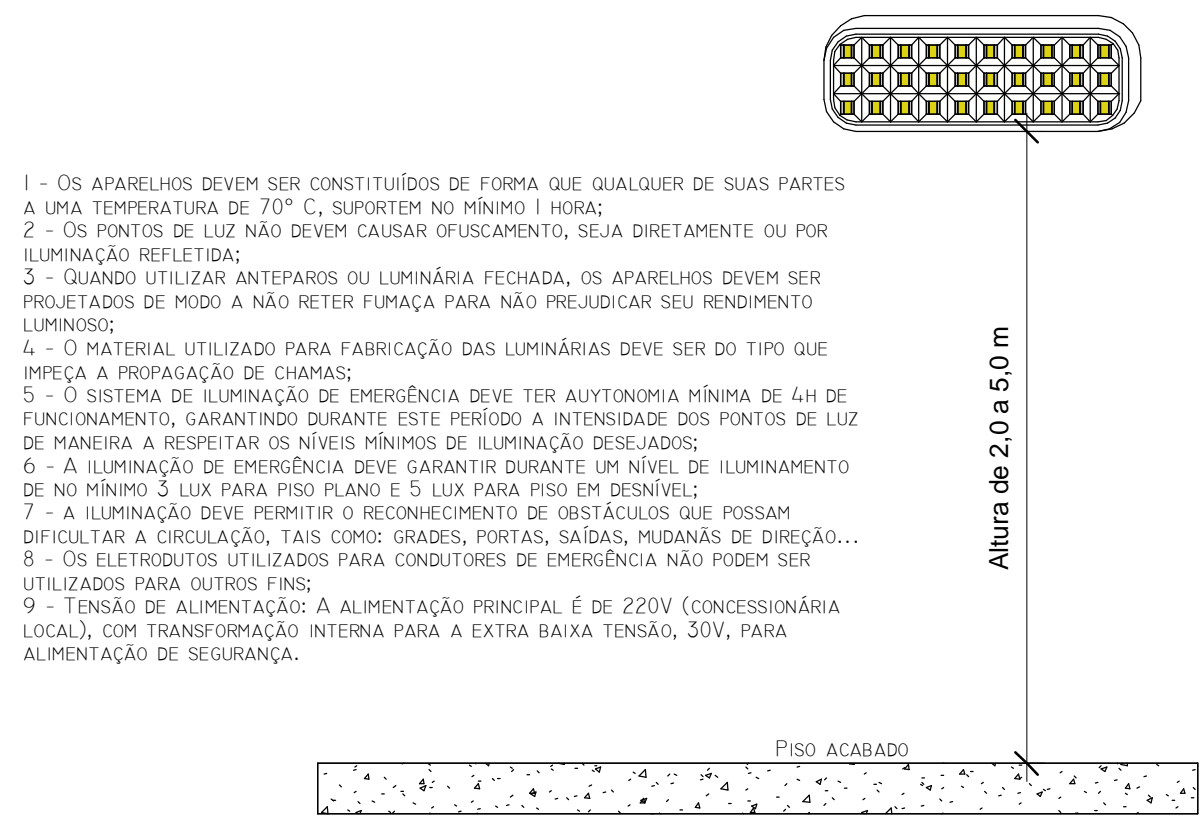 1 - OS APARELHOS DEVEM SER CONSTITUIÍDOS DE FORMA QUE QUALQUER DE SUAS PARTES
A UMA TEMPERATURA DE 70° C, SUPORTEM NO MÍNIMO 1 HORA;
2 - OS PONTOS DE LUZ NÃO DEVEM CAUSAR OFUSCAMENTO, SEJA DIRETAMENTE OU POR
ILUMINAÇÃO REFLETIDA;
3 - QUANDO UTILIZAR ANTEPAROS OU LUMINÁRIA FECHADA, OS APARELHOS DEVEM SER
PROJETADOS DE MODO A NÃO RETER FUMAÇA PARA NÃO PREJUDICAR SEU RENDIMENTO
LUMINOSO;
4 - O MATERIAL UTILIZADO PARA FABRICAÇÃO DAS LUMINÁRIAS DEVE SER DO TIPO QUE
IMPEÇA A PROPAGAÇÃO DE CHAMAS;
5 - O SISTEMA DE ILUMINAÇÃO DE EMERGÊNCIA DEVE TER AUYTONOMIA MÍNIMA DE 4H DE
FUNCIONAMENTO, GARANTINDO DURANTE ESTE PERÍODO A INTENSIDADE DOS PONTOS DE LUZ
DE MANEIRA A RESPEITAR OS NÍVEIS MÍNIMOS DE ILUMINAÇÃO DESEJADOS;
6 - A ILUMINAÇÃO DE EMERGÊNCIA DEVE GARANTIR DURANTE UM NÍVEL DE ILUMINAMENTO
DE NO MÍNIMO 3 LUX PARA PISO PLANO E 5 LUX PARA PISO EM DESNÍVEL;
7 - A ILUMINAÇÃO DEVE PERMITIR O RECONHECIMENTO DE OBSTÁCULOS QUE POSSAM
DIFICULTAR A CIRCULAÇÃO, TAIS COMO: GRADES, PORTAS, SAÍDAS, MUDANÃS DE DIREÇÃO...
8 - OS ELETRODUTOS UTILIZADOS PARA CONDUTORES DE EMERGÊNCIA NÃO PODEM SER
UTILIZADOS PARA OUTROS FINS;
9 - TENSÃO DE ALIMENTAÇÃO: A ALIMENTAÇÃO PRINCIPAL É DE 220V (CONCESSIONÁRIA
LOCAL), COM TRANSFORMAÇÃO INTERNA PARA A EXTRA BAIXA TENSÃO, 30V, PARA
ALIMENTAÇÃO DE SEGURANÇA.
Altura de 2,0 a 5,0 m
PISO ACABADO